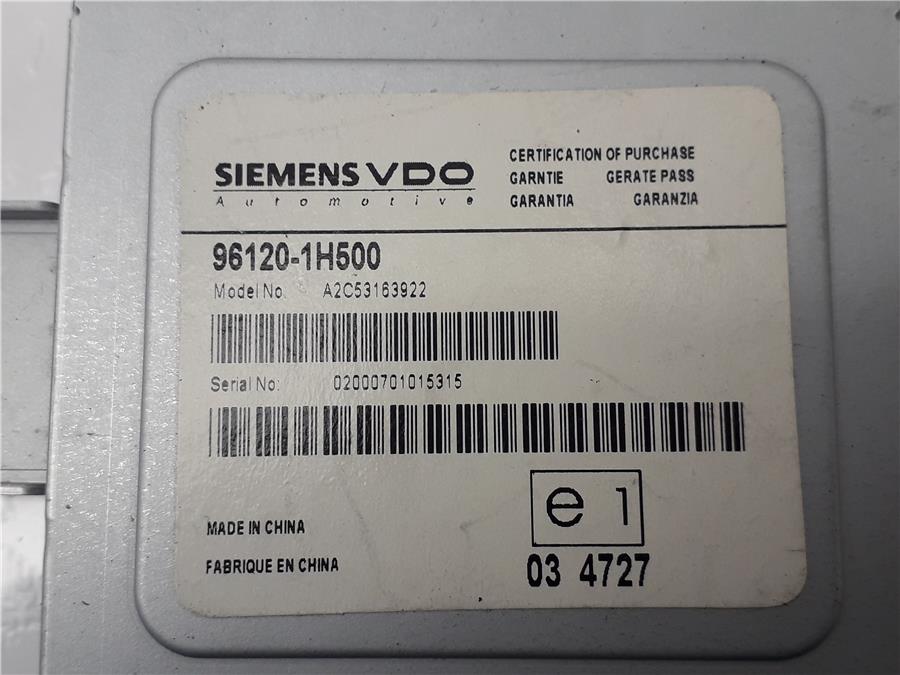 SIEMENS VDO
Automotive
CERTIFICATION OF PURCHASE
GARNTIE GERATE PASS
GARANTIA GARANZIA
96120-1H500
Model No. A2C53163922
Serial No: 02000701015315
e 1
03 4727
MADE IN CHINA
FABRIQUE EN CHINA